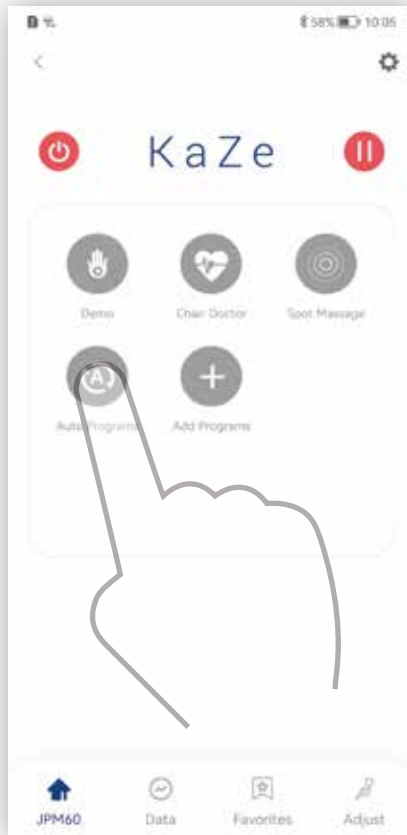 58% 10:05
KaZe
Demo Chair Doctor Spot Massage
A
Auto Programs Add Programs
JPM60 Data Favorites Adjust